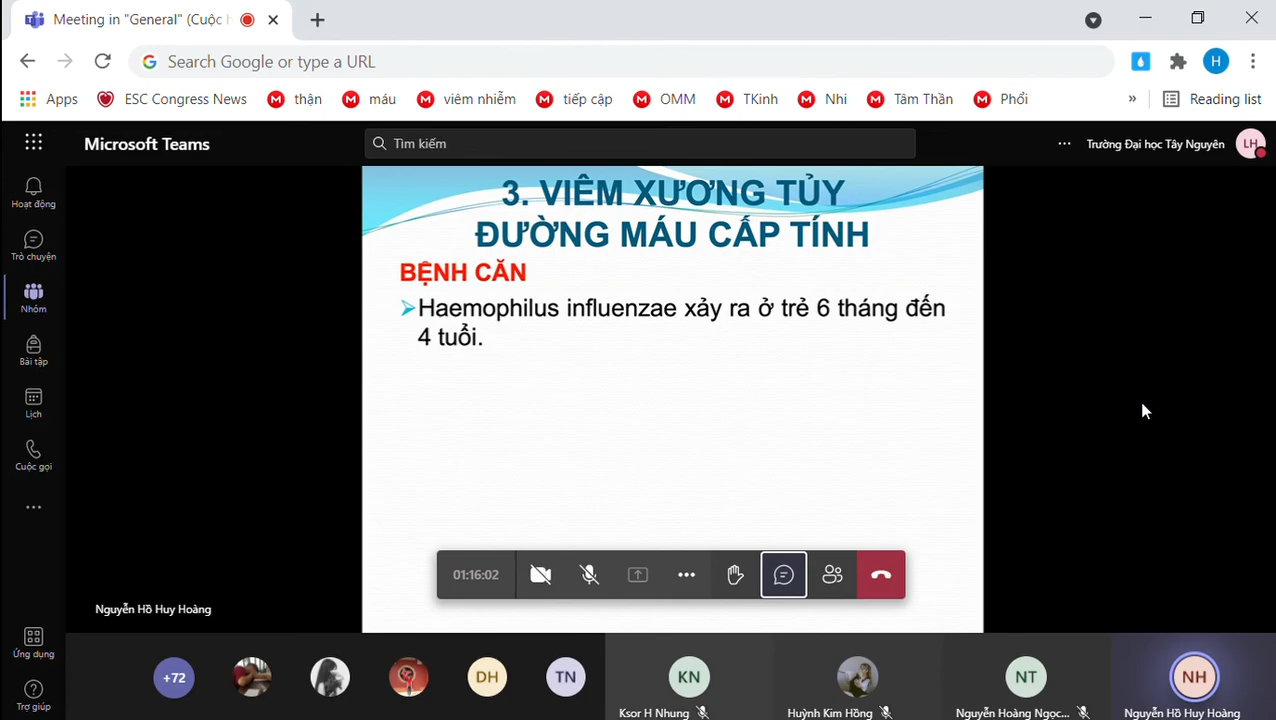 Meeting in "General" (Cuộc h
Search Google or type a URL
H
Apps
ESC Congress News
thận
máu
viêm nhiễm
tiếp cập
OMM
TKinh
Nhi
Tâm Thần
Phổi
»
Reading list
Microsoft Teams
Tìm kiếm
Trường Đại học Tây Nguyên
LH
Hoạt động
Trò chuyện
Nhóm
Bài tập
Lịch
Cuộc gọi
Ứng dụng
Trợ giúp
3. VIÊM XƯƠNG TỦY
ĐƯỜNG MÁU CẤP TÍNH
BỆNH CĂN
Haemophilus influenzae xảy ra ở trẻ 6 tháng đến
4 tuổi.
01:16:02
Nguyễn Hồ Huy Hoàng
+72
DH
TN
KN
NT
NH
Ksor H Nhung
Huỳnh Kim Hồng
Nguyễn Hoàng Ngọc...
Nguyễn Hồ Huy Hoàng